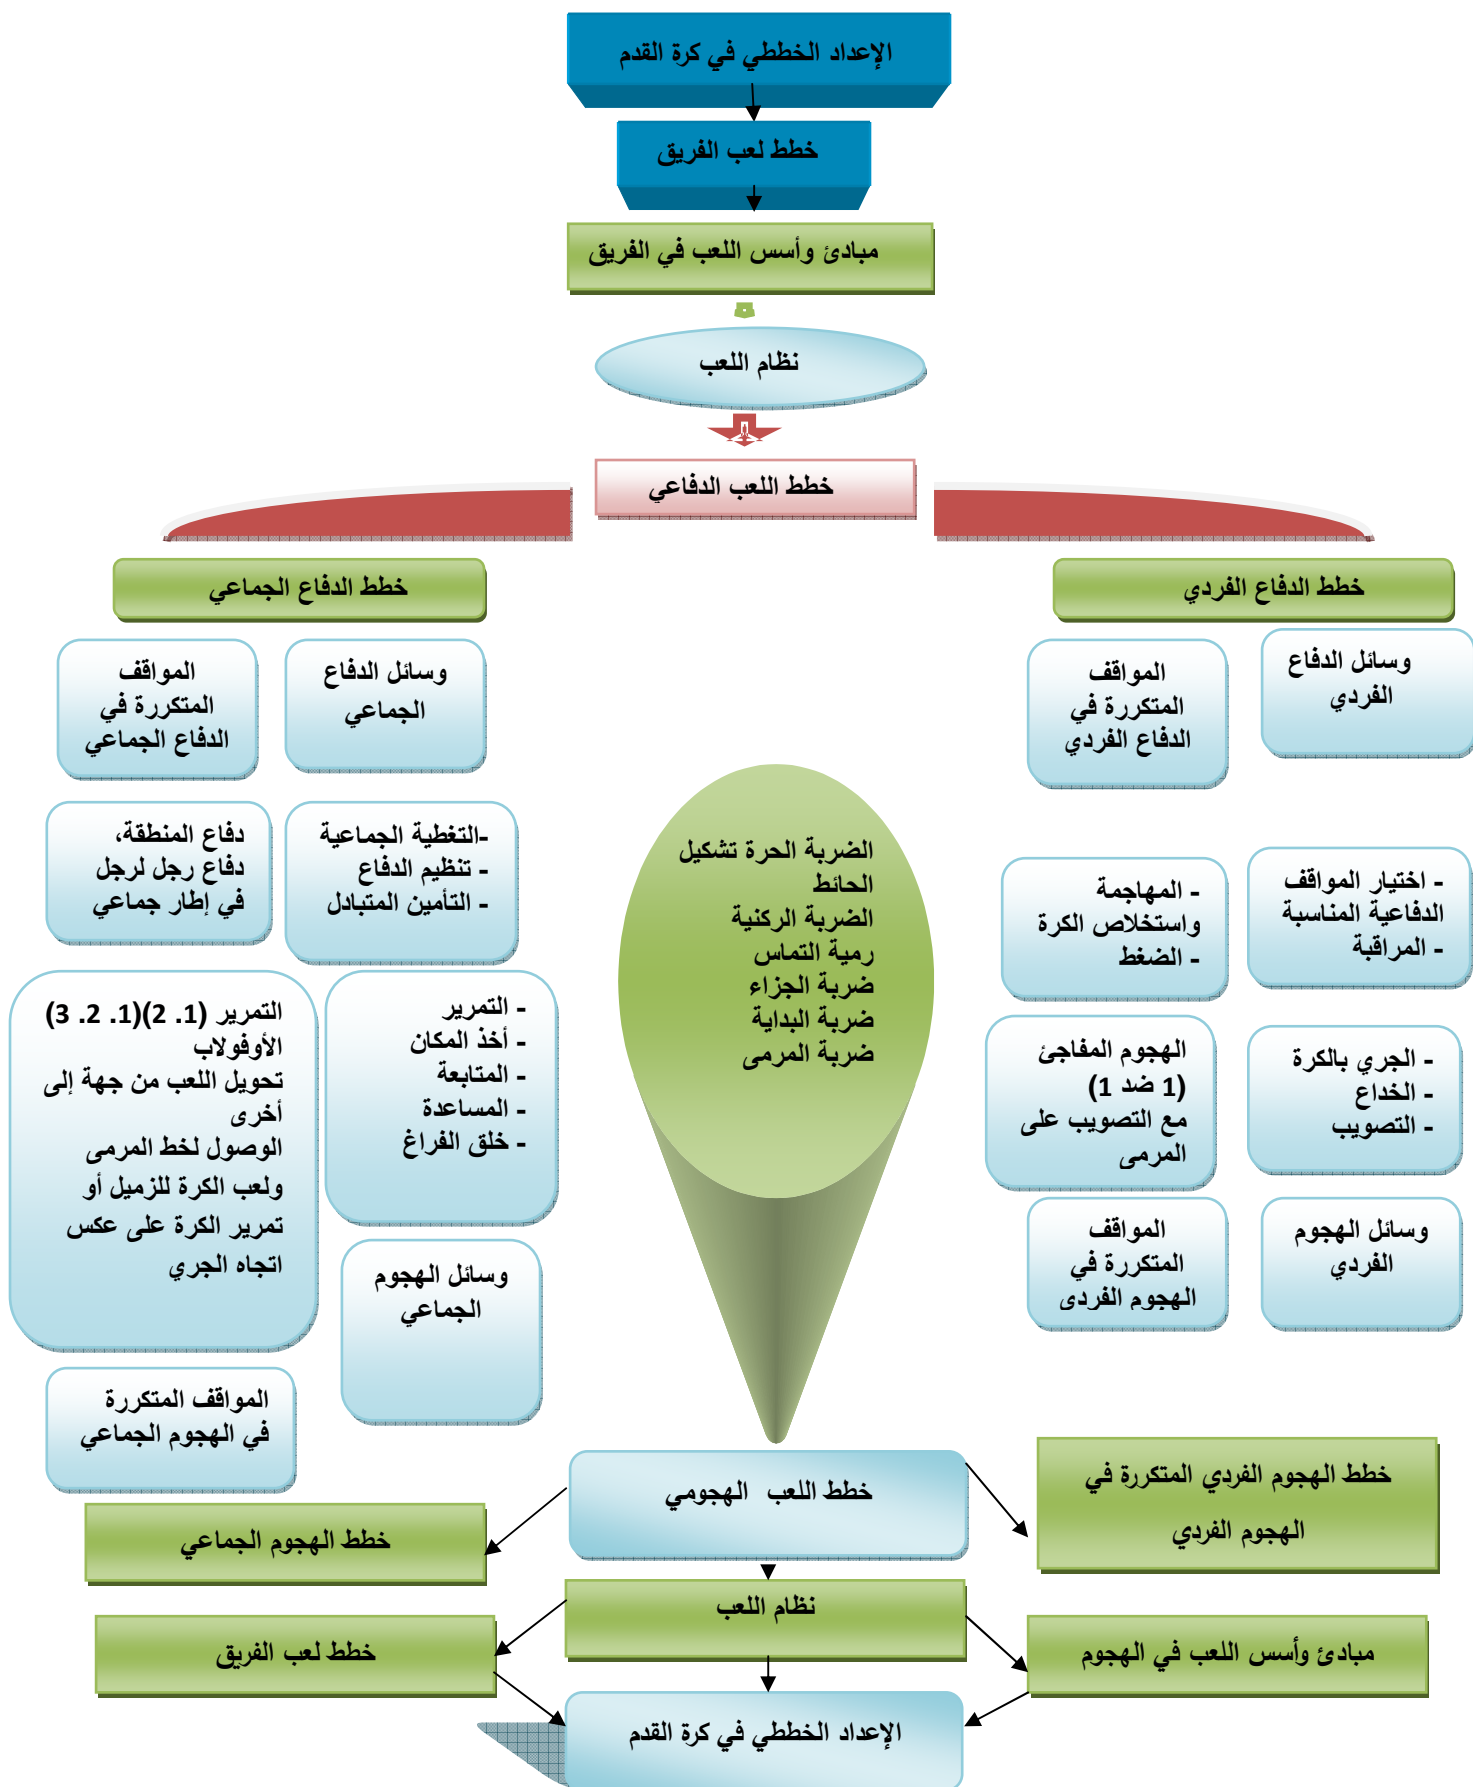 الإعداد الخططي في كرة القدم
خطط لعب الفريق
مبادئ وأسس اللعب في الفريق
نظام اللعب
خطط اللعب الدفاعي
خطط الدفاع الفردي
خطط الدفاع الجماعي
وسائل الدفاع
الفردي
المواقف
المتكررة في
الدفاع الفردي
وسائل الدفاع
الجماعي
المواقف
المتكررة في
الدفاع الجماعي
- اختيار المواقف
الدفاعية المناسبة
- المراقبة
- المهاجمة
واستخلاص الكرة
- الضغط
الضربة الحرة تشكيل
الحائط
الضربة الركنية
رمية التماس
ضربة الجزاء
ضربة البداية
ضربة المرمى
-التغطية الجماعية
- تنظيم الدفاع
- التأمين المتبادل
دفاع المنطقة،
دفاع رجل لرجل
في إطار جماعي
- الجري بالكرة
- الخداع
- التصويب
الهجوم المفاجئ
(1 ضد 1)
مع التصويب على
المرمى
- التمرير
- أخذ المكان
- المتابعة
- المساعدة
- خلق الفراغ
التمرير (1. 2)(1. 2. 3)
الأوفولاب
تحويل اللعب من جهة إلى
أخرى
الوصول لخط المرمى
ولعب الكرة للزميل أو
تمرير الكرة على عكس
اتجاه الجري
وسائل الهجوم
الفردي
المواقف
المتكررة في
الهجوم الفردي
وسائل الهجوم
الجماعي
المواقف المتكررة
في الهجوم الجماعي
خطط الهجوم الفردي المتكررة في
الهجوم الفردي
خطط اللعب الهجومي
خطط الهجوم الجماعي
نظام اللعب
مبادئ وأسس اللعب في الهجوم
خطط لعب الفريق
الإعداد الخططي في كرة القدم